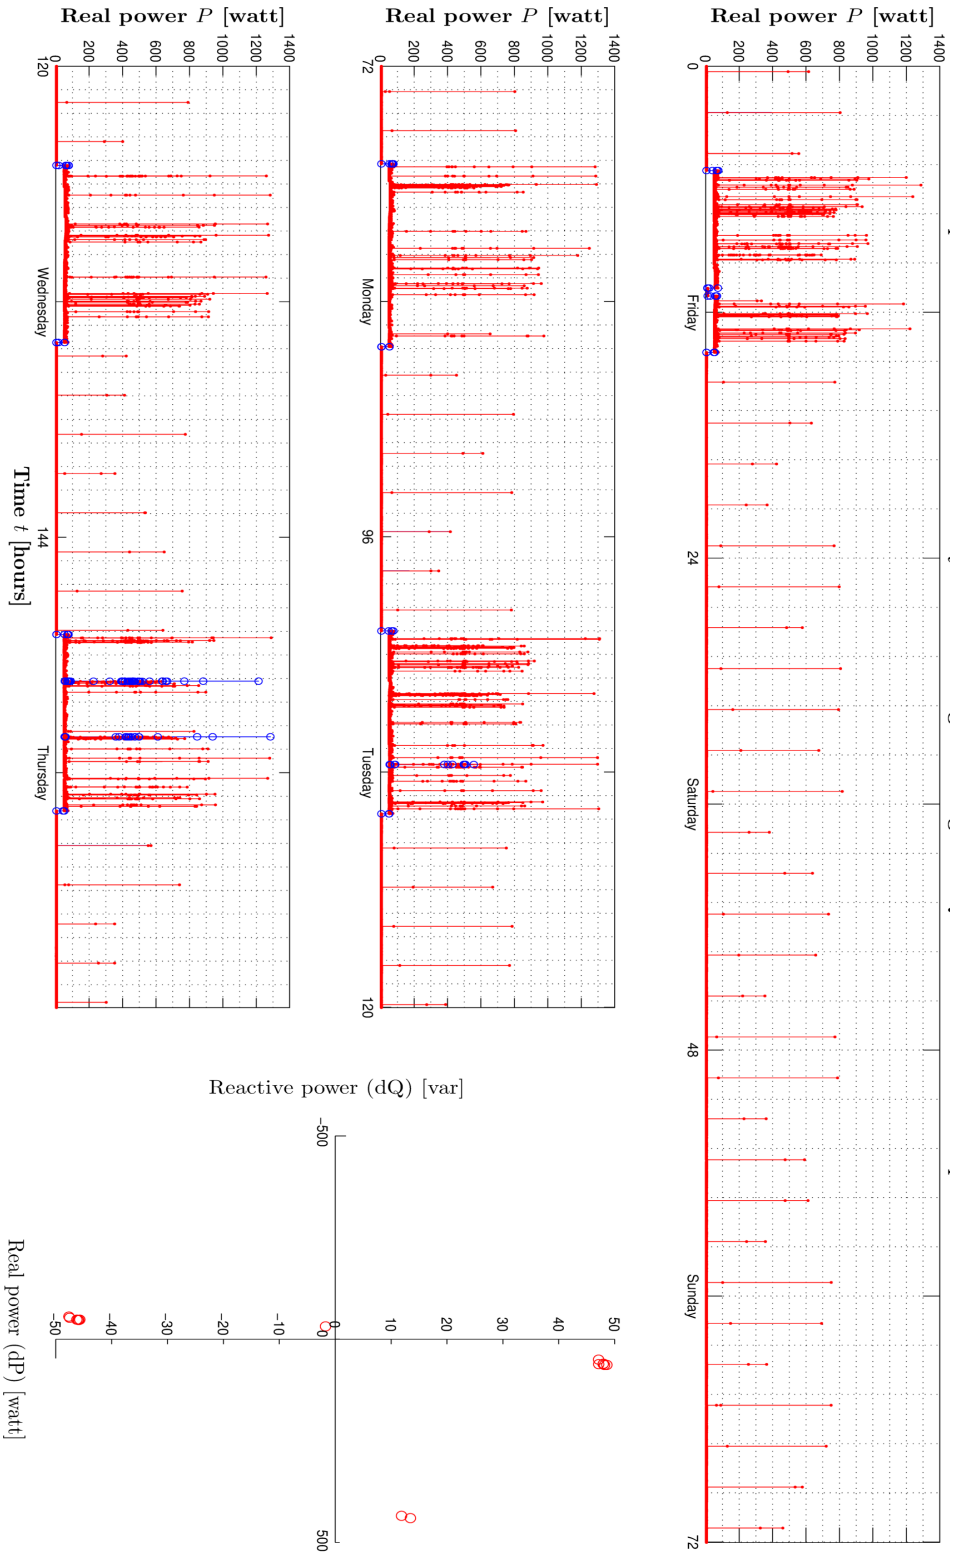 Real power P [watt]
0 200 400 600 800 1000 1200 1400
0 Friday 24 Saturday 48 Sunday 72
Real power P [watt]
0 200 400 600 800 1000 1200 1400
72 Monday 96 Tuesday 120
Real power P [watt]
0 200 400 600 800 1000 1200 1400
120 Wednesday 144 Thursday
Time t [hours]
Reactive power (dQ) [var]
50
40
30
20
10
0
-10
-20
-30
-40
-50
-500 500
Real power (dP) [watt]